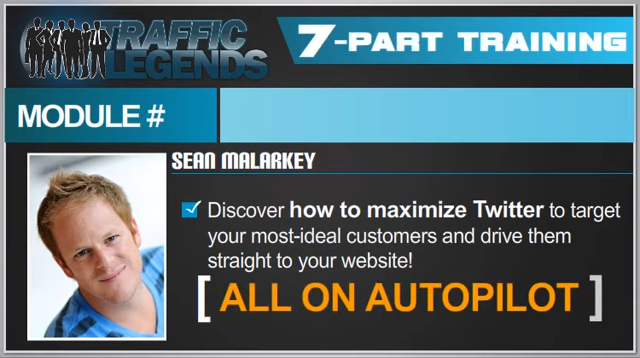 TRAFFIC
LEGENDS
7-PART TRAINING
MODULE #
SEAN MALARKEY
Discover how to maximize Twitter to target
your most-ideal customers and drive them
straight to your website!
[ ALL ON AUTOPILOT ]